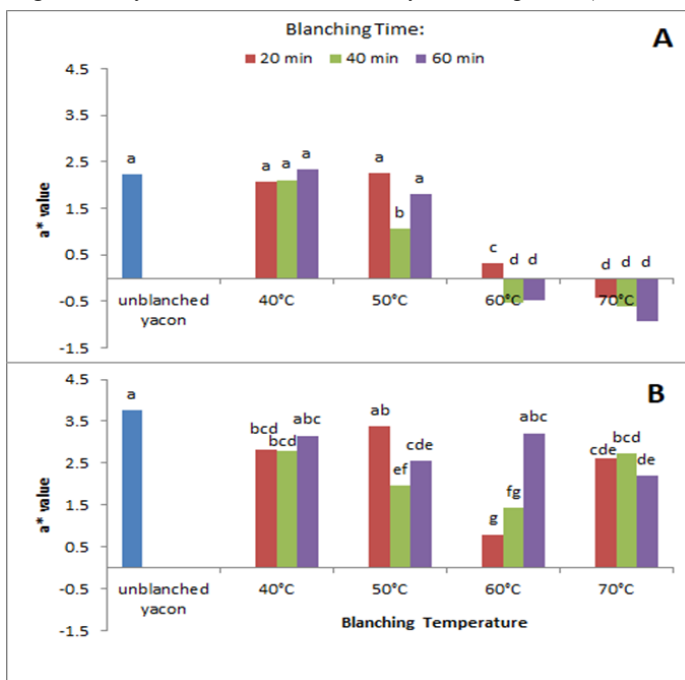 Blanching Time:
A
20 min 40 min 60 min
4.5
3.5
2.5
1.5
0.5
-0.5
-1.5
a* value
a
a a a
a b a
c d d
d d d
unblanched yacon 40°C 50°C 60°C 70°C
B
4.5
3.5
2.5
1.5
0.5
-0.5
-1.5
a* value
a
bcd bcd abc
ab ef cde
g fg abc
cde bcd de
unblanched yacon 40°C 50°C 60°C 70°C
Blanching Temperature